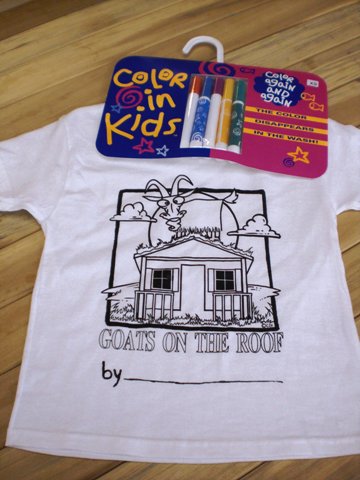 COLOR
in
Kids
COLOR
again
AND
again
THE COLOR
DISAPPEARS
IN THE WASH!
GOATS ON THE ROOF
by